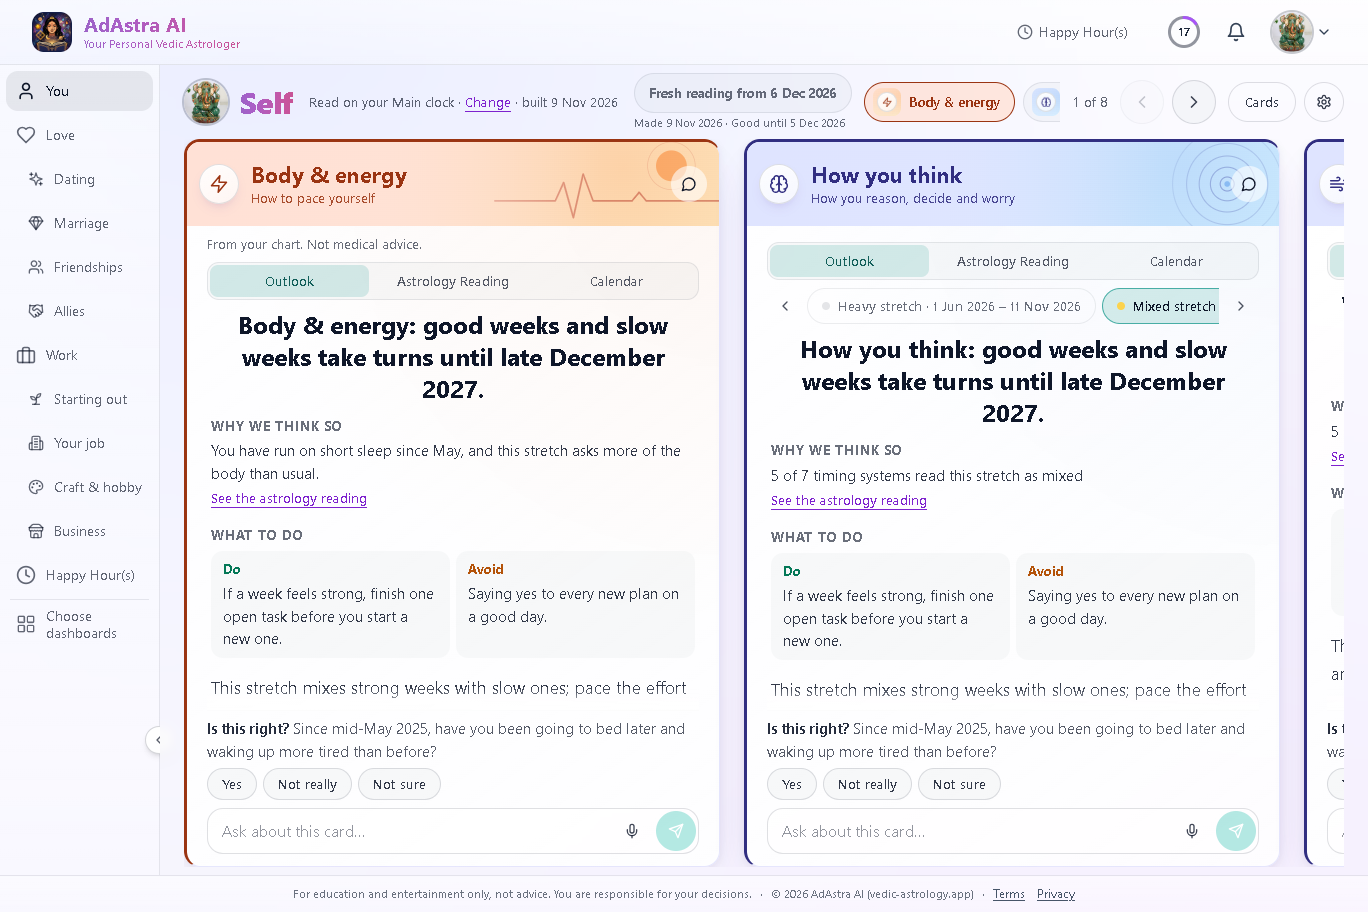 AdAstra AI
Your Personal Vedic Astrologer
Happy Hour(s)
17
You
Love
Dating
Marriage
Friendships
Allies
Work
Starting out
Your job
Craft & hobby
Business
Happy Hour(s)
Choose
dashboards
Self
Read on your Main clock · Change · built 9 Nov 2026
Fresh reading from 6 Dec 2026
Made 9 Nov 2026 · Good until 5 Dec 2026
Body & energy
1 of 8
Cards
Body & energy
How to pace yourself
From your chart. Not medical advice.
Outlook
Astrology Reading
Calendar
Body & energy: good weeks and slow
weeks take turns until late December
2027.
WHY WE THINK SO
You have run on short sleep since May, and this stretch asks more of the
body than usual.
See the astrology reading
WHAT TO DO
Do
If a week feels strong, finish one
open task before you start a
new one.
Avoid
Saying yes to every new plan on
a good day.
This stretch mixes strong weeks with slow ones; pace the effort
Is this right? Since mid-May 2025, have you been going to bed later and
waking up more tired than before?
Yes
Not really
Not sure
Ask about this card...
How you think
How you reason, decide and worry
Outlook
Astrology Reading
Calendar
Heavy stretch · 1 Jun 2026 – 11 Nov 2026
Mixed stretch
How you think: good weeks and slow
weeks take turns until late December
2027.
WHY WE THINK SO
5 of 7 timing systems read this stretch as mixed
See the astrology reading
WHAT TO DO
Do
If a week feels strong, finish one
open task before you start a
new one.
Avoid
Saying yes to every new plan on
a good day.
This stretch mixes strong weeks with slow ones; pace the effort
Is this right? Since mid-May 2025, have you been going to bed later and
waking up more tired than before?
Yes
Not really
Not sure
Ask about this card...
5
For education and entertainment only, not advice. You are responsible for your decisions. · © 2026 AdAstra AI (vedic-astrology.app) · Terms Privacy